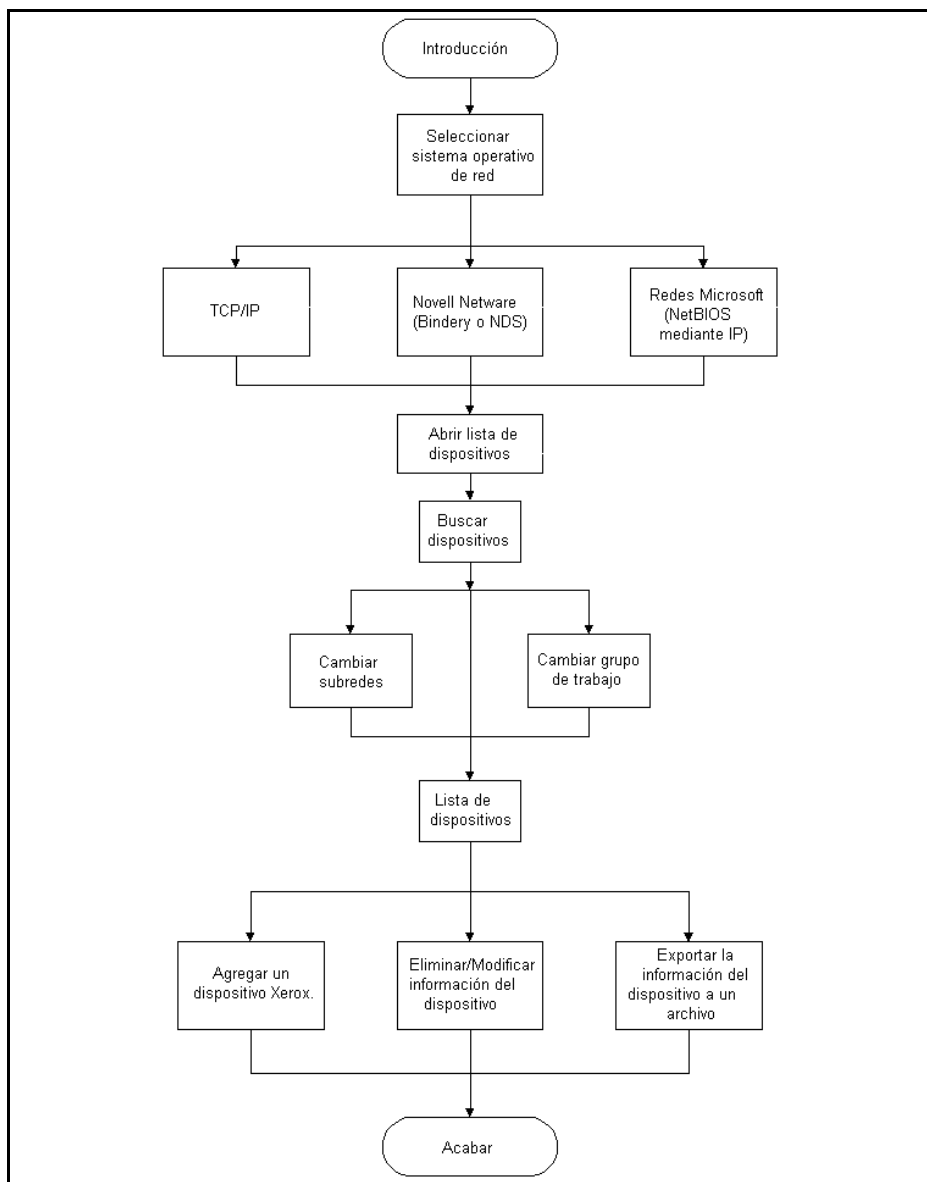 Introducción
Seleccionar
sistema operativo
de red
TCP/IP
Novell Netware
(Bindery o NDS)
Redes Microsoft
(NetBIOS
mediante IP)
Abrir lista de
dispositivos
Buscar
dispositivos
Cambiar
subredes
Cambiar grupo
de trabajo
Lista de
dispositivos
Agregar un
dispositivo Xerox.
Eliminar/Modificar
información del
dispositivo
Exportar la
información del
dispositivo a un
archivo
Acabar